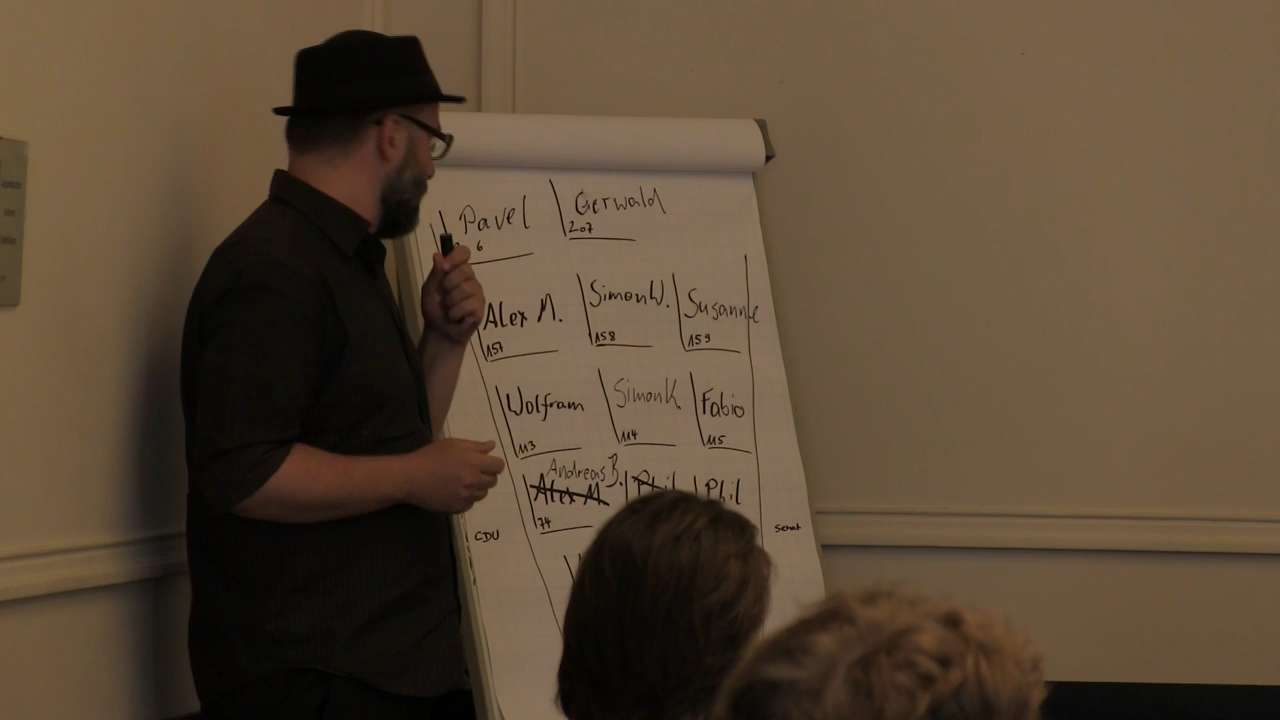 Pavel Gerwald
6 207
Alex M. Simon W. Susanne
157 158 159
Wolfram Simon K. Fabio
113 114 115
Andreas B.
Alex M. Phil Phil
74
CDU Senat